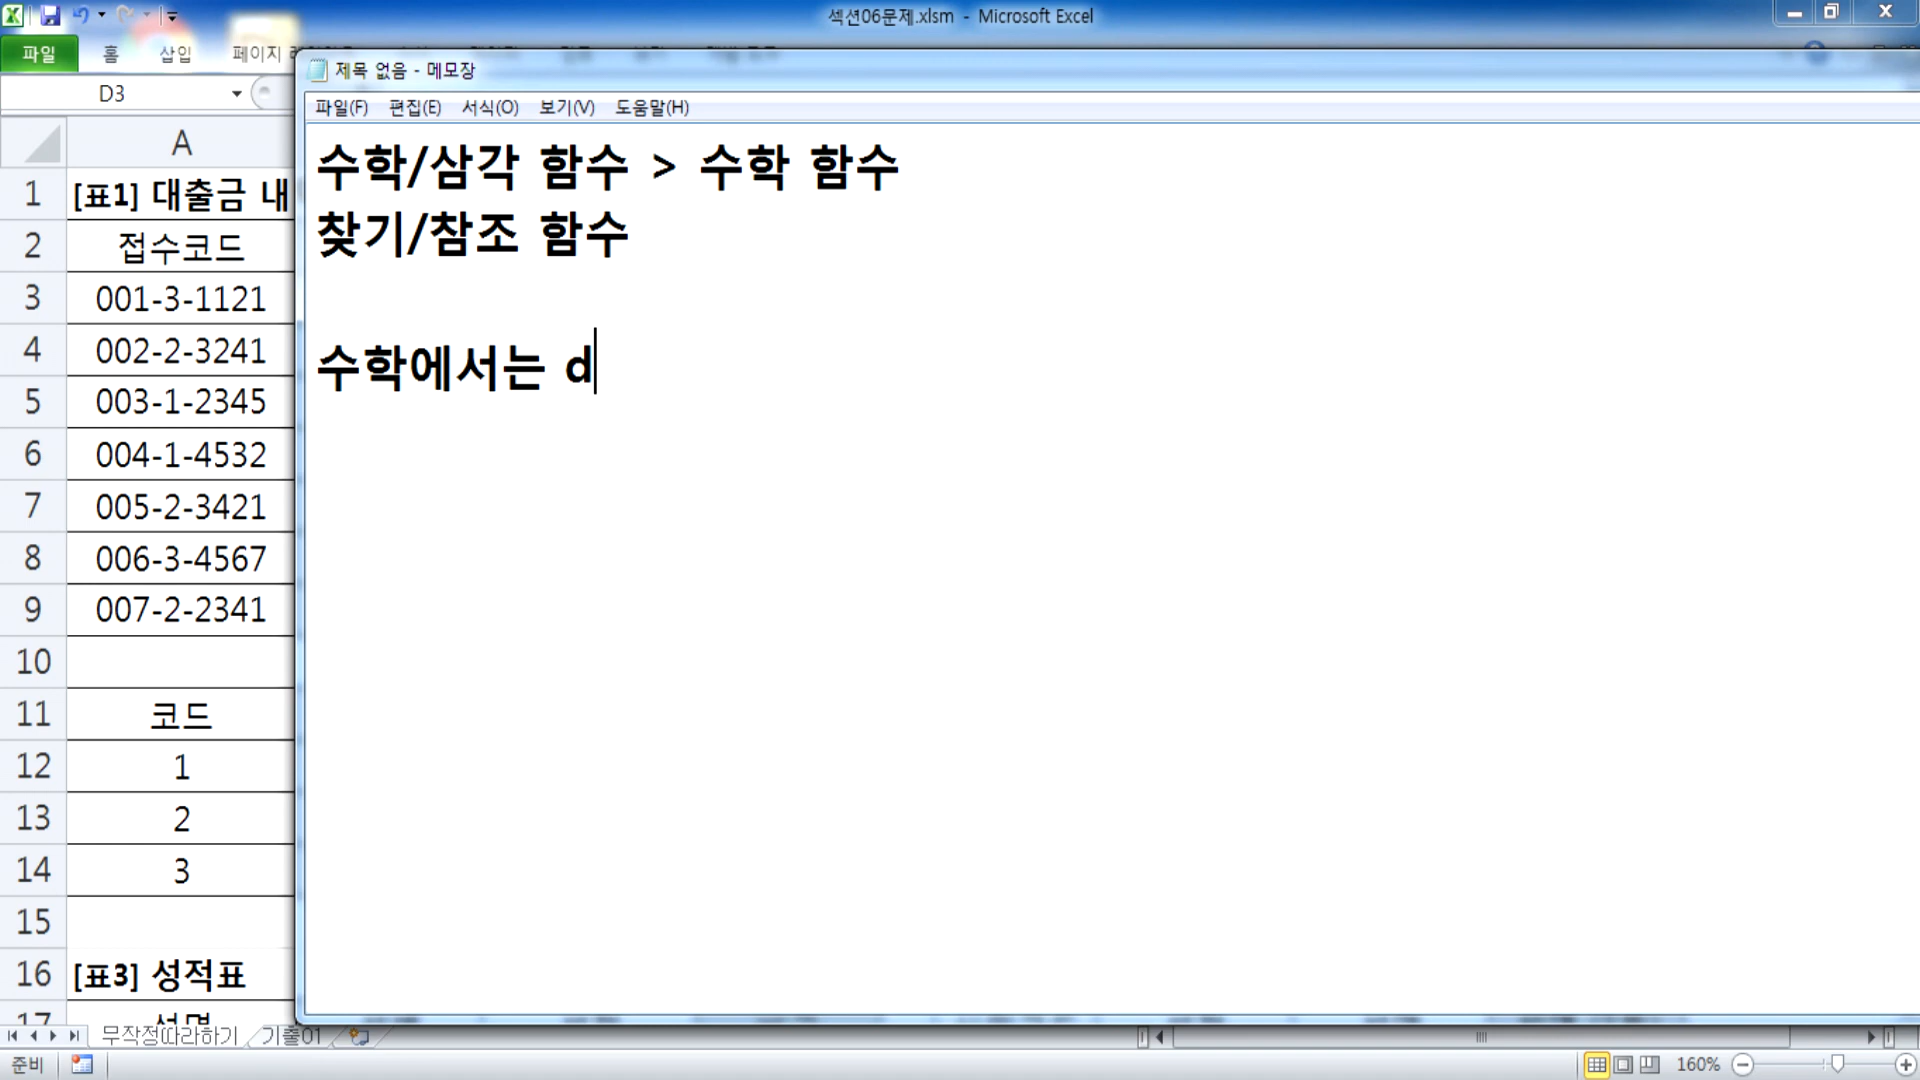 섹션06문제.xlsm - Microsoft Excel
파일 홈 삽입 페이지
D3
제목 없음 - 메모장
파일(F) 편집(E) 서식(O) 보기(V) 도움말(H)
수학/삼각 함수 > 수학 함수
찾기/참조 함수
수학에서는 d
A
1 [표1] 대출금 내
2 접수코드
3 001-3-1121
4 002-2-3241
5 003-1-2345
6 004-1-4532
7 005-2-3421
8 006-3-4567
9 007-2-2341
10
11 코드
12 1
13 2
14 3
15
16 [표3] 성적표
17 성명
무작정따라하기 기출01
준비 160%